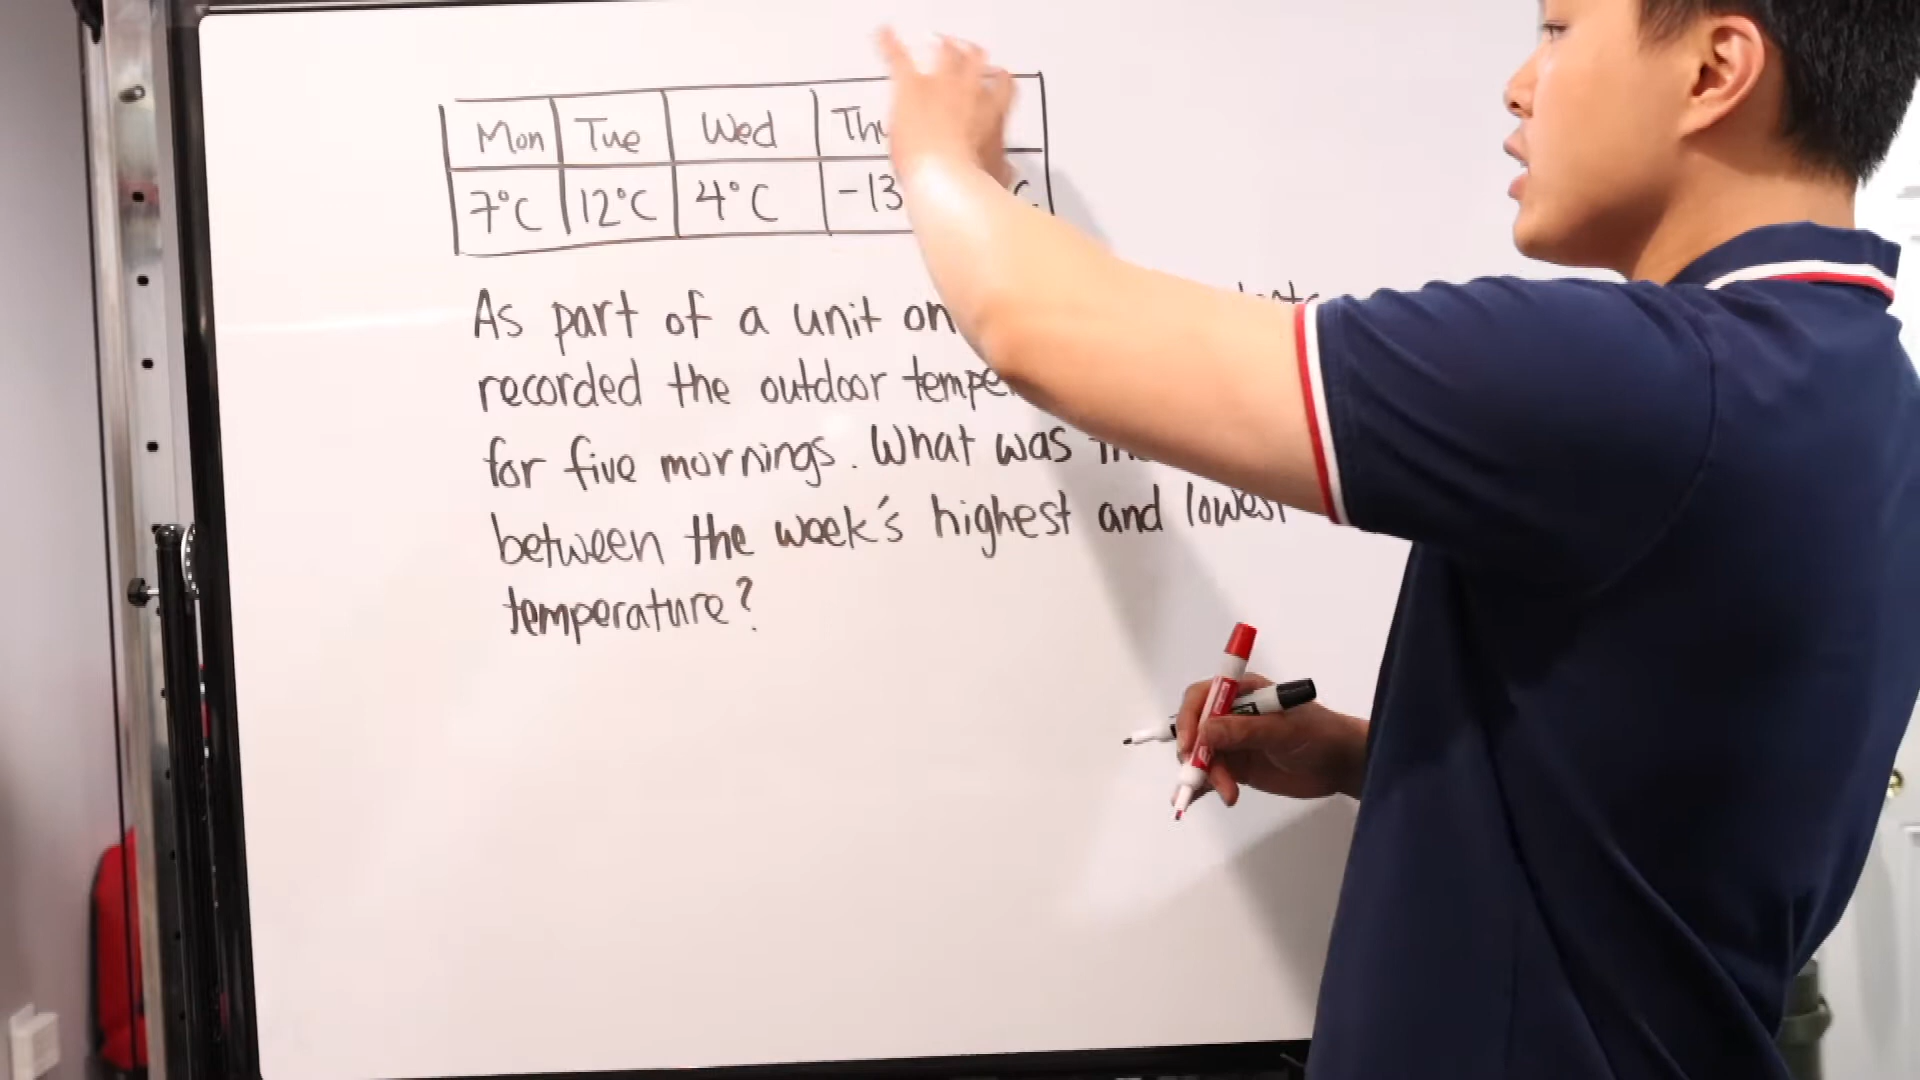 Mon Tue Wed
7°C 12°C 4°C -13 C
As part of a unit on
recorded the outdoor
for five mornings. What was
between the week's highest and lowest
temperature?